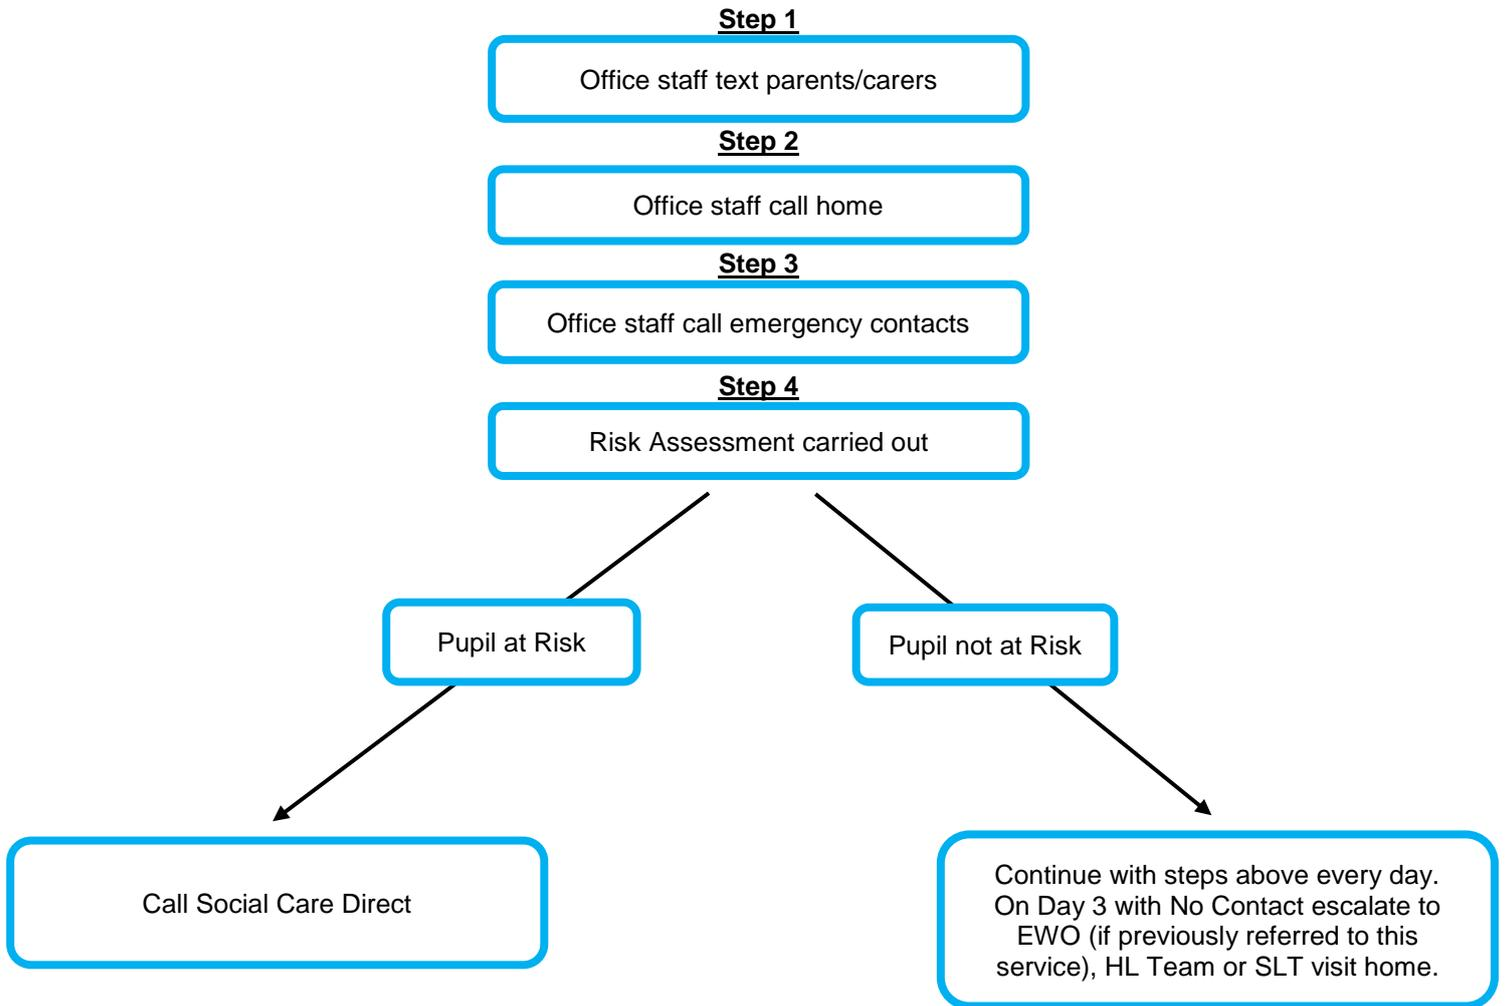 Step 1
Office staff text parents/carers
Step 2
Office staff call home
Step 3
Office staff call emergency contacts
Step 4
Risk Assessment carried out
Pupil at Risk
Pupil not at Risk
Call Social Care Direct
Continue with steps above every day.
On Day 3 with No Contact escalate to
EWO (if previously referred to this
service), HL Team or SLT visit home.